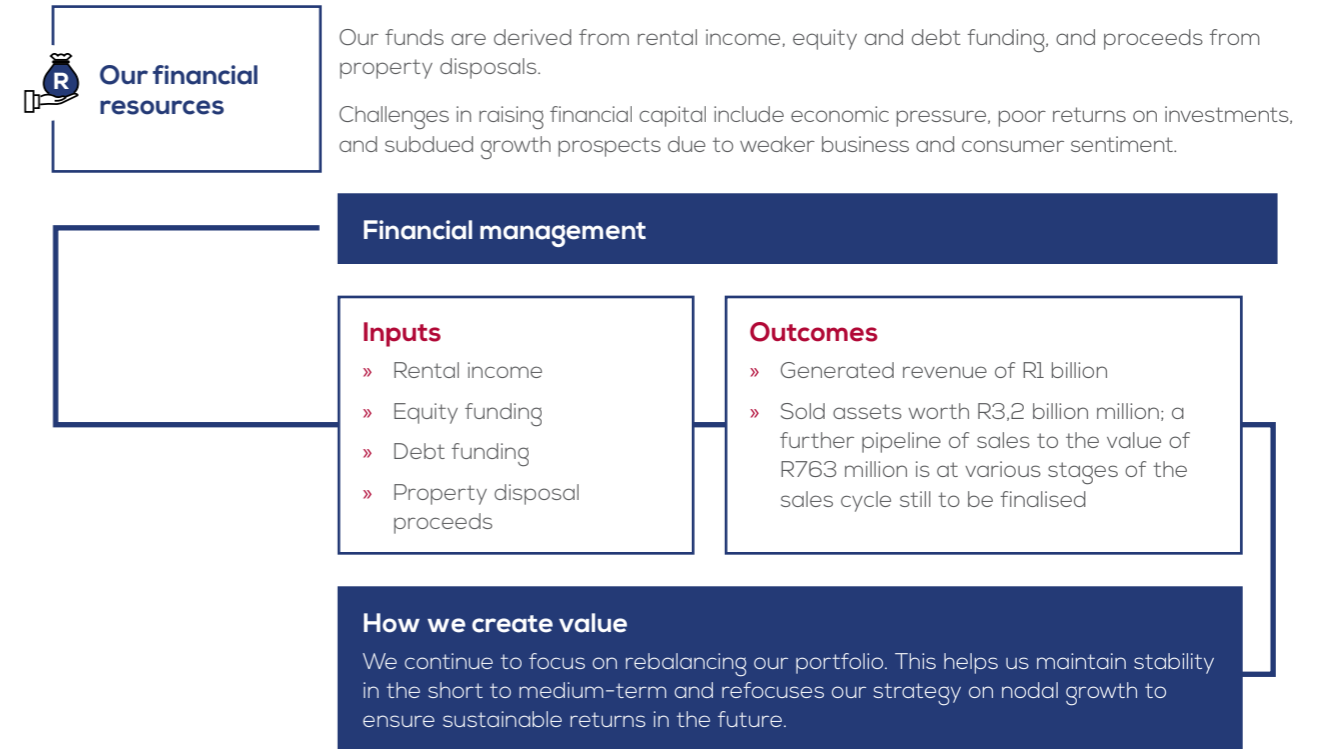 R
Our financial
resources
Our funds are derived from rental income, equity and debt funding, and proceeds from
property disposals.
Challenges in raising financial capital include economic pressure, poor returns on investments,
and subdued growth prospects due to weaker business and consumer sentiment.
Financial management
Inputs
» Rental income
» Equity funding
» Debt funding
» Property disposal
proceeds
Outcomes
» Generated revenue of R1 billion
» Sold assets worth R3,2 billion million; a
further pipeline of sales to the value of
R763 million is at various stages of the
sales cycle still to be finalised
How we create value
We continue to focus on rebalancing our portfolio. This helps us maintain stability
in the short to medium-term and refocuses our strategy on nodal growth to
ensure sustainable returns in the future.